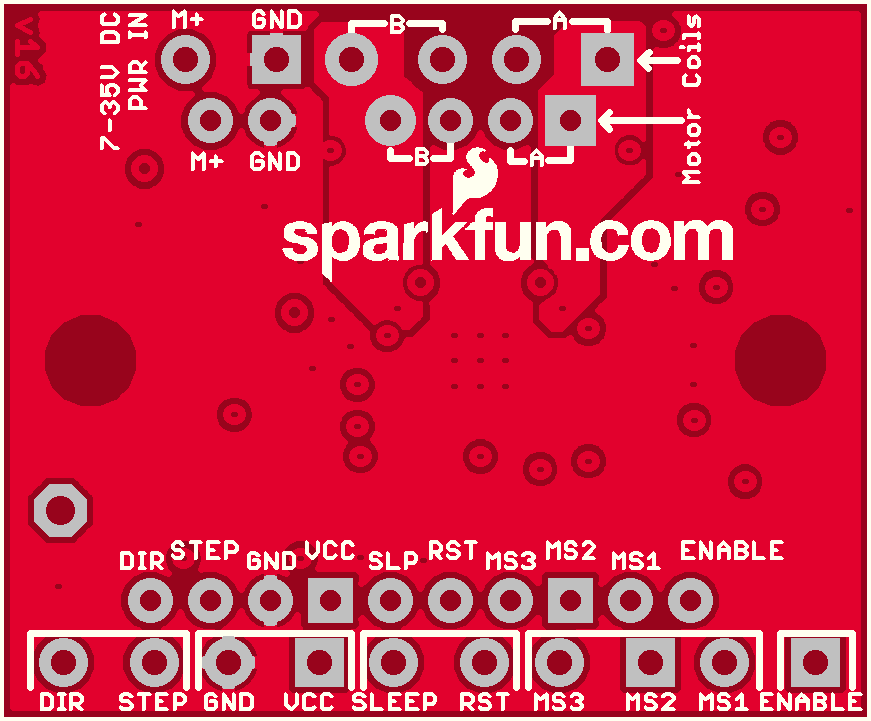 v16
7-35V DC
PWR IN
M+ GND B A
Coils
M+ GND B A
Motor
sparkfun.com
DIR STEP GND VCC SLP RST MS3 MS2 MS1 ENABLE
DIR STEP GND VCC SLEEP RST MS3 MS2 MS1 ENABLE